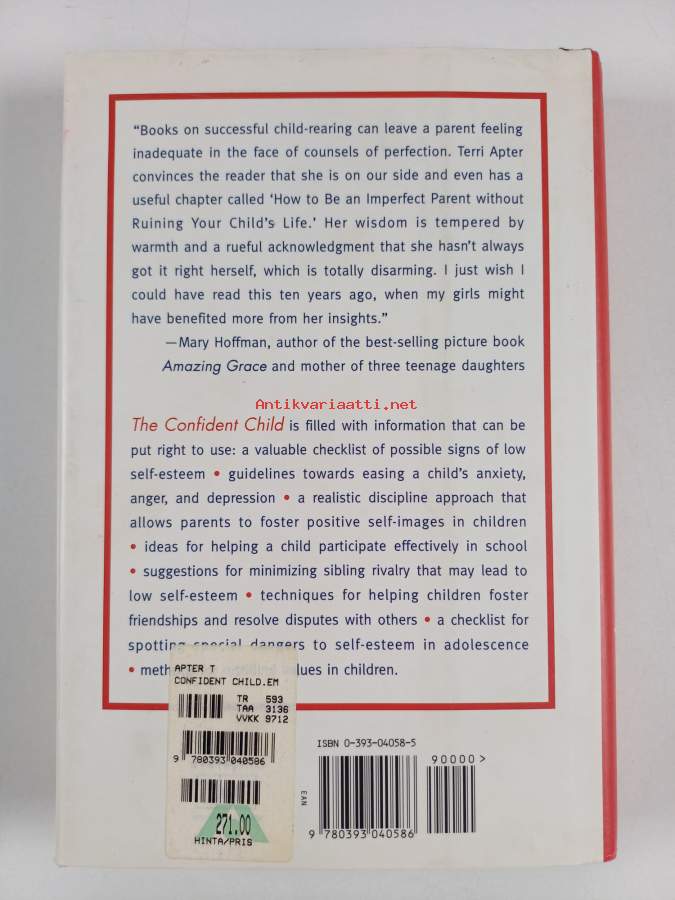 “Books on successful child-rearing can leave a parent feeling
inadequate in the face of counsels of perfection. Terri Apter
convinces the reader that she is on our side and even has a
useful chapter called ‘How to Be an Imperfect Parent without
Ruining Your Child’s Life.’ Her wisdom is tempered by
warmth and a rueful acknowledgment that she hasn’t always
got it right herself, which is totally disarming. I just wish I
could have read this ten years ago, when my girls might
have benefited more from her insights.”
—Mary Hoffman, author of the best-selling picture book
Amazing Grace and mother of three teenage daughters
Antikvariaatti.net
The Confident Child is filled with information that can be
put right to use: a valuable checklist of possible signs of low
self-esteem • guidelines towards easing a child’s anxiety,
anger, and depression • a realistic discipline approach that
allows parents to foster positive self-images in children
• ideas for helping a child participate effectively in school
• suggestions for minimizing sibling rivalry that may lead to
low self-esteem • techniques for helping children foster
friendships and resolve disputes with others • a checklist for
spotting special dangers to self-esteem in adolescence
• in children.
APTER T
CONFIDENT CHILD.EM
TR 593
TAA 3136
VVKK 9712
9 780393 040586
271.00
HINTA/PRIS
ISBN 0-393-04058-5
90000>
EAN
9 780393 040586